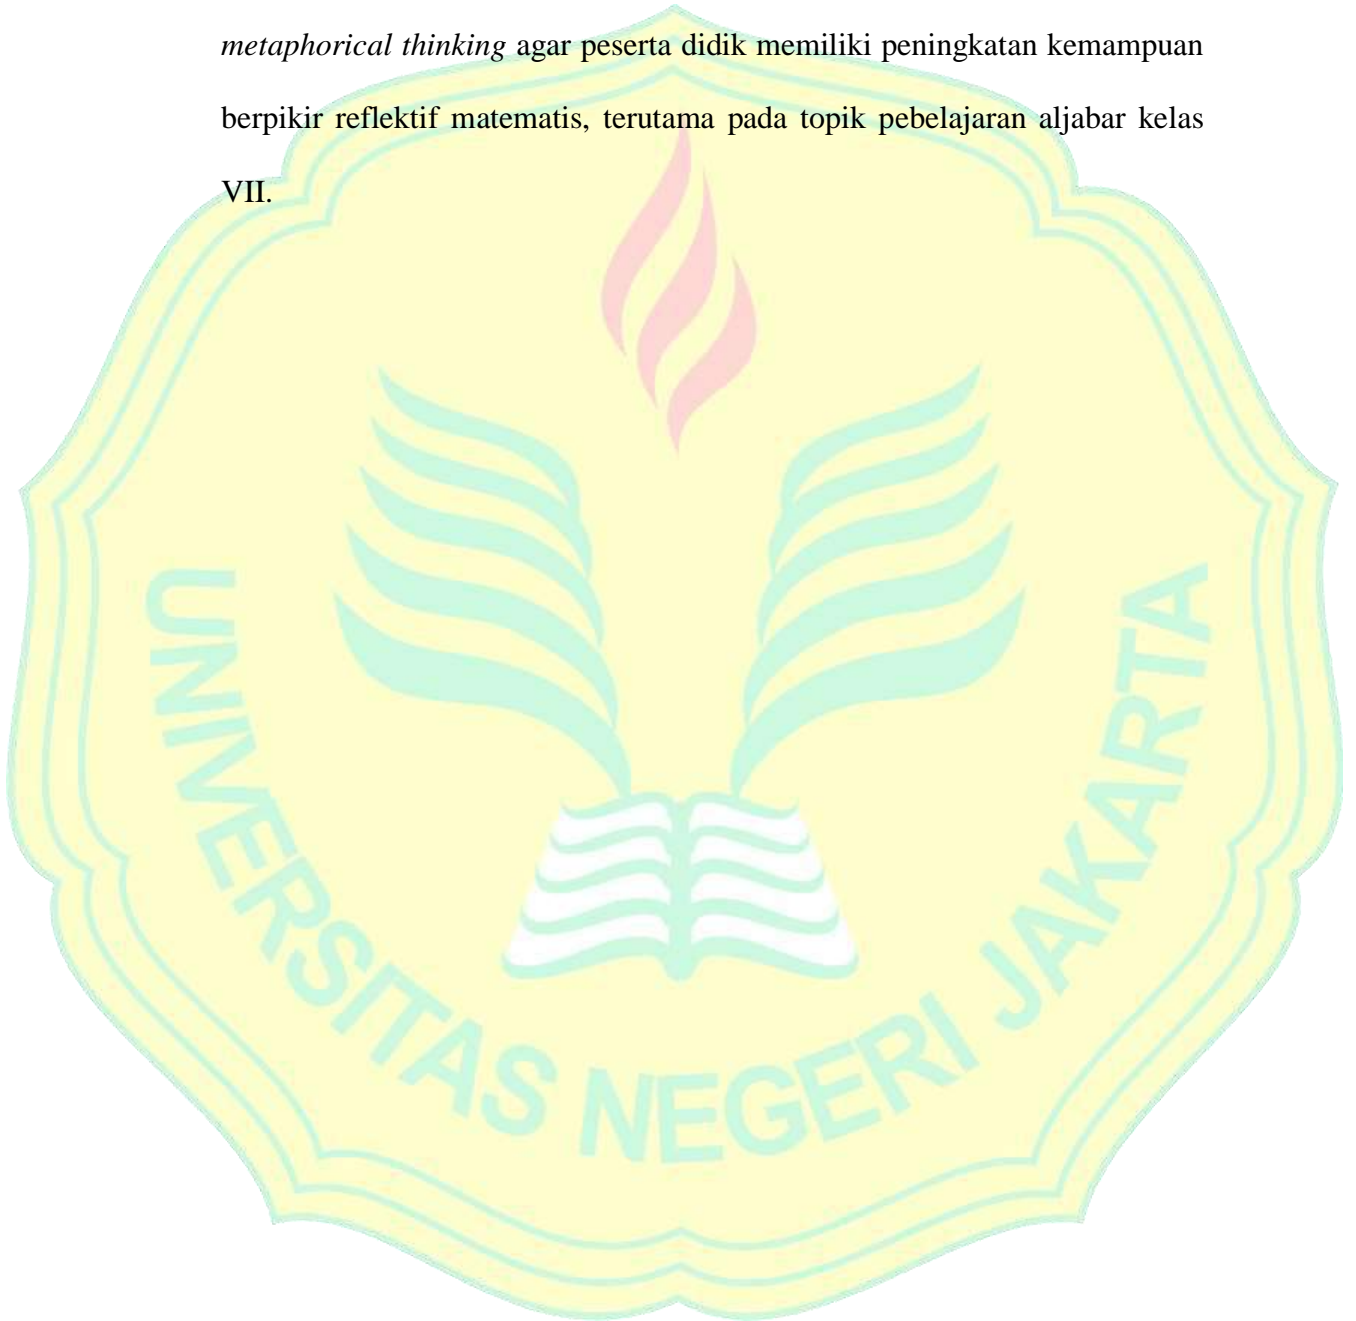 metaphorical thinking agar peserta didik memiliki peningkatan kemampuan
berpikir reflektif matematis, terutama pada topik pebelajaran aljabar kelas
VII.
UNIVERSITAS NEGERI JAKARTA